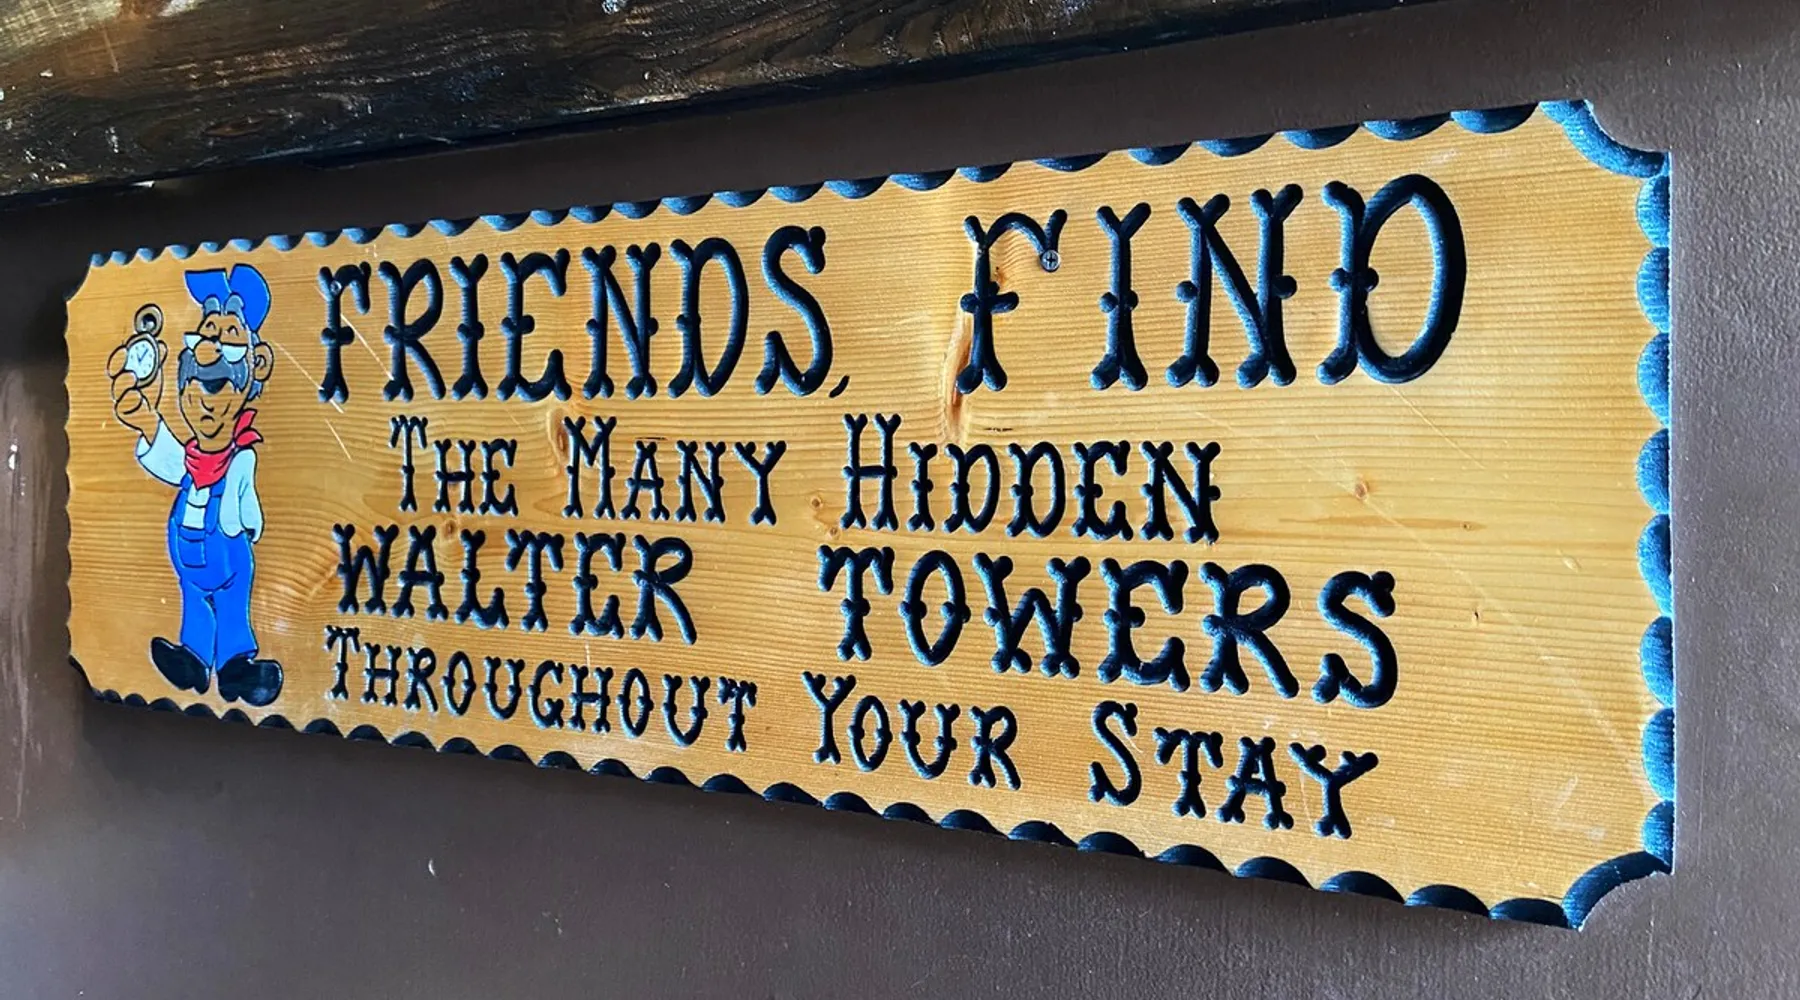 FRIENDS, FIND
THE MANY HIDDEN
WALTER TOWERS
THROUGHOUT YOUR STAY